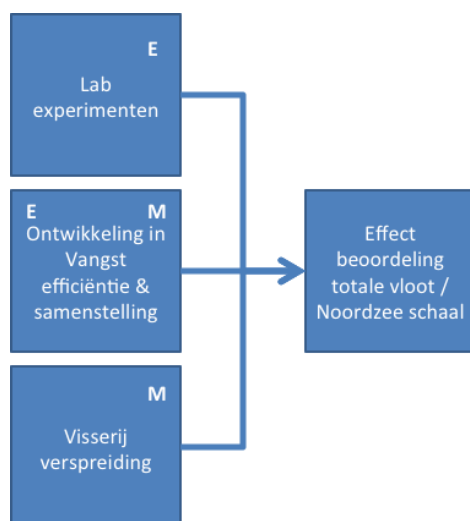 E
Lab
experimenten
E M
Ontwikkeling in
Vangst
efficiëntie &
samenstelling
M
Visserij
verspreiding
Effect
beoordeling
totale vloot /
Noordzee schaal